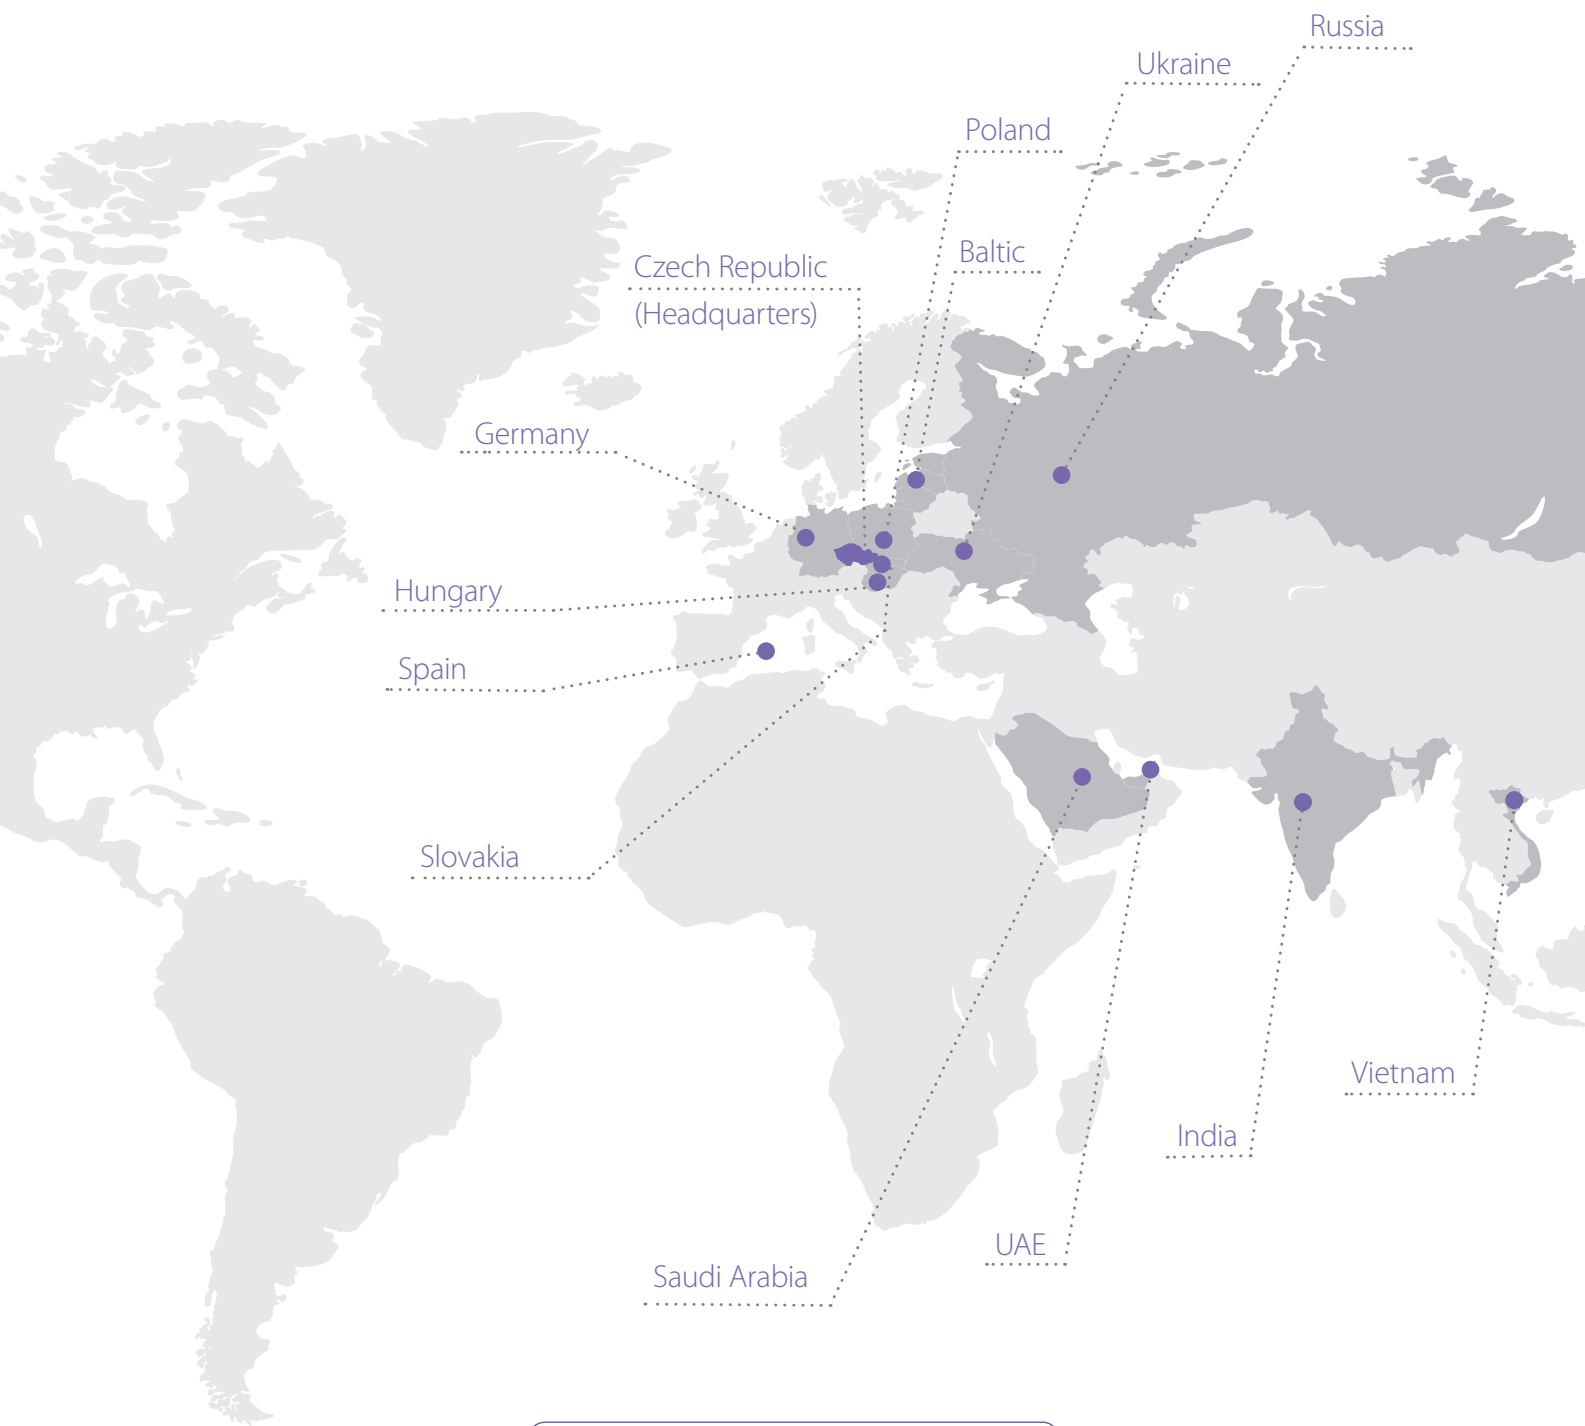 Russia
Ukraine
Poland
Baltic
Czech Republic
(Headquarters)
Germany
Hungary
Spain
Slovakia
Vietnam
India
UAE
Saudi Arabia